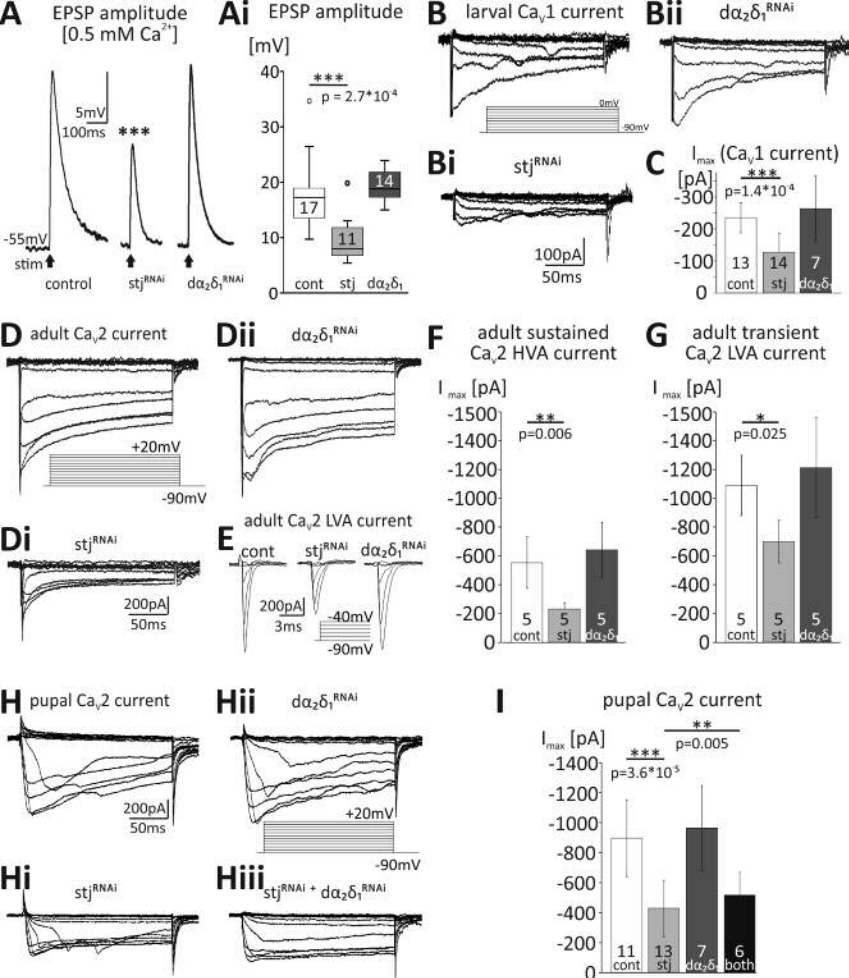 A
EPSP amplitude
[0.5 mM Ca²⁺]
5mV
100ms
***
-55mV
stim
control
stjᴿᴺᴬⁱ
dα₂δ₁ᴿᴺᴬⁱ
Ai
EPSP amplitude
[mV]
40
30
20
10
0
***
p = 2.7*10⁻⁴
17
11
14
cont
stj
dα₂δ₁
B
larval Caᵥ1 current
0mV
-90mV
Bii
dα₂δ₁ᴿᴺᴬⁱ
Bi
stjᴿᴺᴬⁱ
100pA
50ms
C
Imax (Caᵥ1 current)
[pA]
***
p=1.4*10⁻⁴
-300
-200
-100
0
13
14
7
cont
stj
dα₂δ₁
D
adult Caᵥ2 current
+20mV
-90mV
Dii
dα₂δ₁ᴿᴺᴬⁱ
Di
stjᴿᴺᴬⁱ
200pA
50ms
E
adult Caᵥ2 LVA current
cont
stjᴿᴺᴬⁱ
dα₂δ₁ᴿᴺᴬⁱ
200pA
3ms
-40mV
-90mV
F
adult sustained
Caᵥ2 HVA current
I max [pA]
-1500
-1400
-1200
-1000
-800
-600
-400
-200
0
**
p=0.006
5
5
5
cont
stj
dα₂δ₁
G
adult transient
Caᵥ2 LVA current
I max [pA]
-1500
-1400
-1200
-1000
-800
-600
-400
-200
0
*
p=0.025
5
5
5
cont
stj
dα₂δ₁
H
pupal Caᵥ2 current
200pA
50ms
Hii
dα₂δ₁ᴿᴺᴬⁱ
+20mV
-90mV
Hi
stjᴿᴺᴬⁱ
Hiii
stjᴿᴺᴬⁱ + dα₂δ₁ᴿᴺᴬⁱ
I
pupal Caᵥ2 current
Imax [pA]
-1400
-1200
-1000
-800
-600
-400
-200
0
***
p=3.6*10⁻⁵
**
p=0.005
11
13
7
6
cont
stj
dα₂δ₁
both